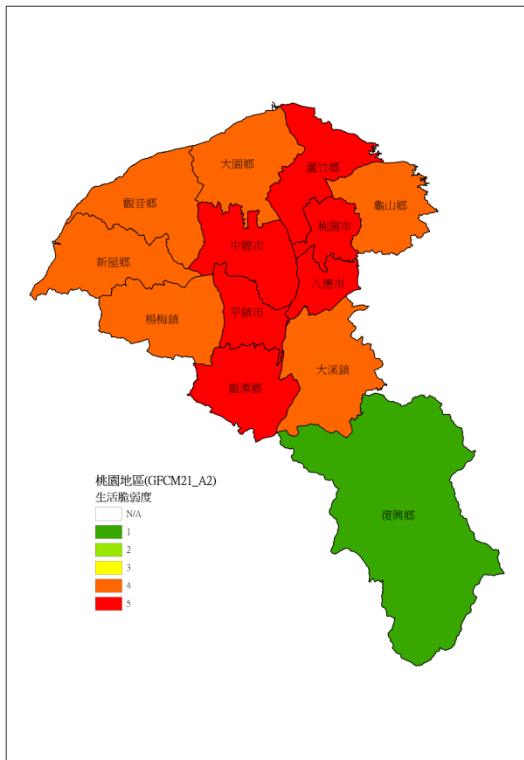 大園鄉
蘆竹鄉
觀音鄉
龜山鄉
桃園市
中壢市
新屋鄉
八德市
平鎮市
楊梅鎮
大溪鎮
龍潭鄉
桃園地區(GFCM21_A2)
生活脆弱度
N/A
1
2
3
4
5
復興鄉